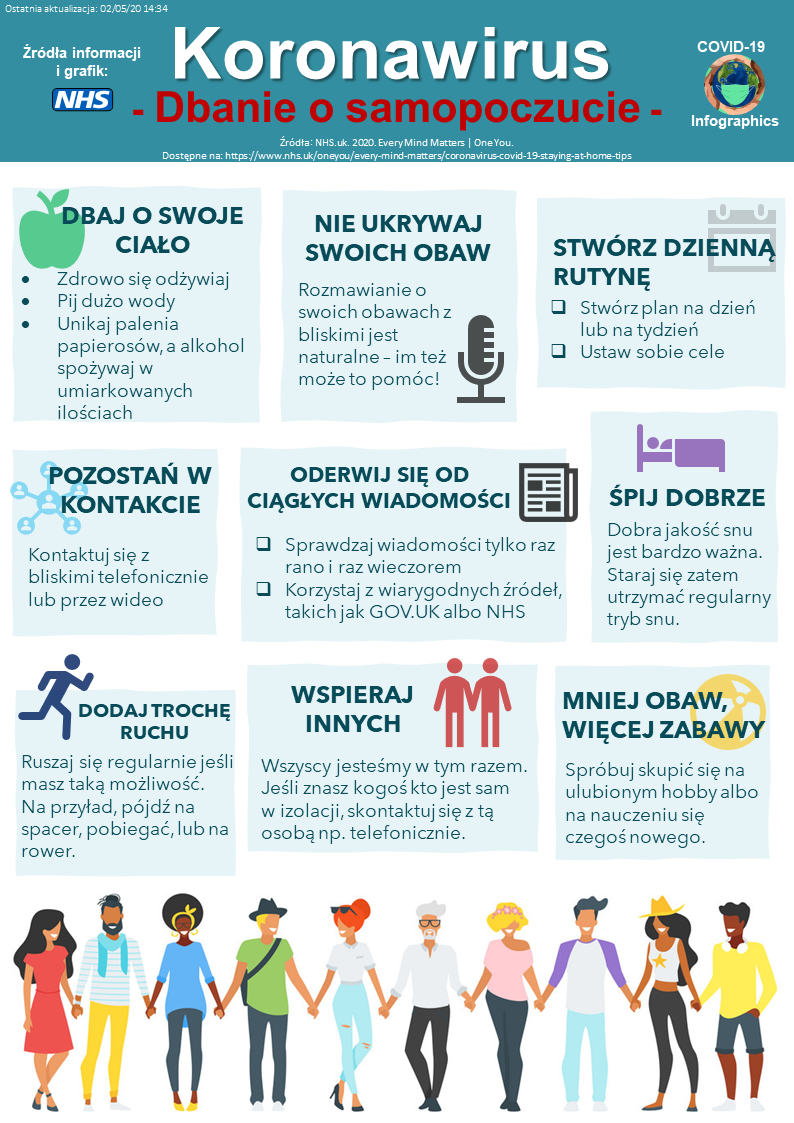 Ostatnia aktualizacja: 02/05/20 14:34
Źródła informacji
i grafik:
NHS
Koronawirus
- Dbanie o samopoczucie -
COVID-19
Infographics
Źródła: NHS.uk. 2020. Every Mind Matters | One You.
Dostępne na: https://www.nhs.uk/oneyou/every-mind-matters/coronavirus-covid-19-staying-at-home-tips
DBAJ O SWOJE
CIAŁO
• Zdrowo się odżywiaj
• Pij dużo wody
• Unikaj palenia
papierosów, a alkohol
spożywaj w
umiarkowanych
ilościach
NIE UKRYWAJ
SWOICH OBAW
Rozmawianie o
swoich obawach z
bliskimi jest
naturalne – im też
może to pomóc!
STWÓRZ DZIENNĄ
RUTYNĘ
❑ Stwórz plan na dzień
lub na tydzień
❑ Ustaw sobie cele
POZOSTAŃ W
KONTAKCIE
Kontaktuj się z
bliskimi telefonicznie
lub przez wideo
ODERWIJ SIĘ OD
CIĄGŁYCH WIADOMOŚCI
❑ Sprawdzaj wiadomości tylko raz
rano i raz wieczorem
❑ Korzystaj z wiarygodnych źródeł,
takich jak GOV.UK albo NHS
ŚPIJ DOBRZE
Dobra jakość snu
jest bardzo ważna.
Staraj się zatem
utrzymać regularny
tryb snu.
DODAJ TROCHĘ
RUCHU
Ruszaj się regularnie jeśli
masz taką możliwość.
Na przyład, pójdź na
spacer, pobiegać, lub na
rower.
WSPIERAJ
INNYCH
Wszyscy jesteśmy w tym razem.
Jeśli znasz kogoś kto jest sam
w izolacji, skontaktuj się z tą
osobą np. telefonicznie.
MNIEJ OBAW,
WIĘCEJ ZABAWY
Spróbuj skupić się na
ulubionym hobby albo
na nauczeniu się
czegoś nowego.